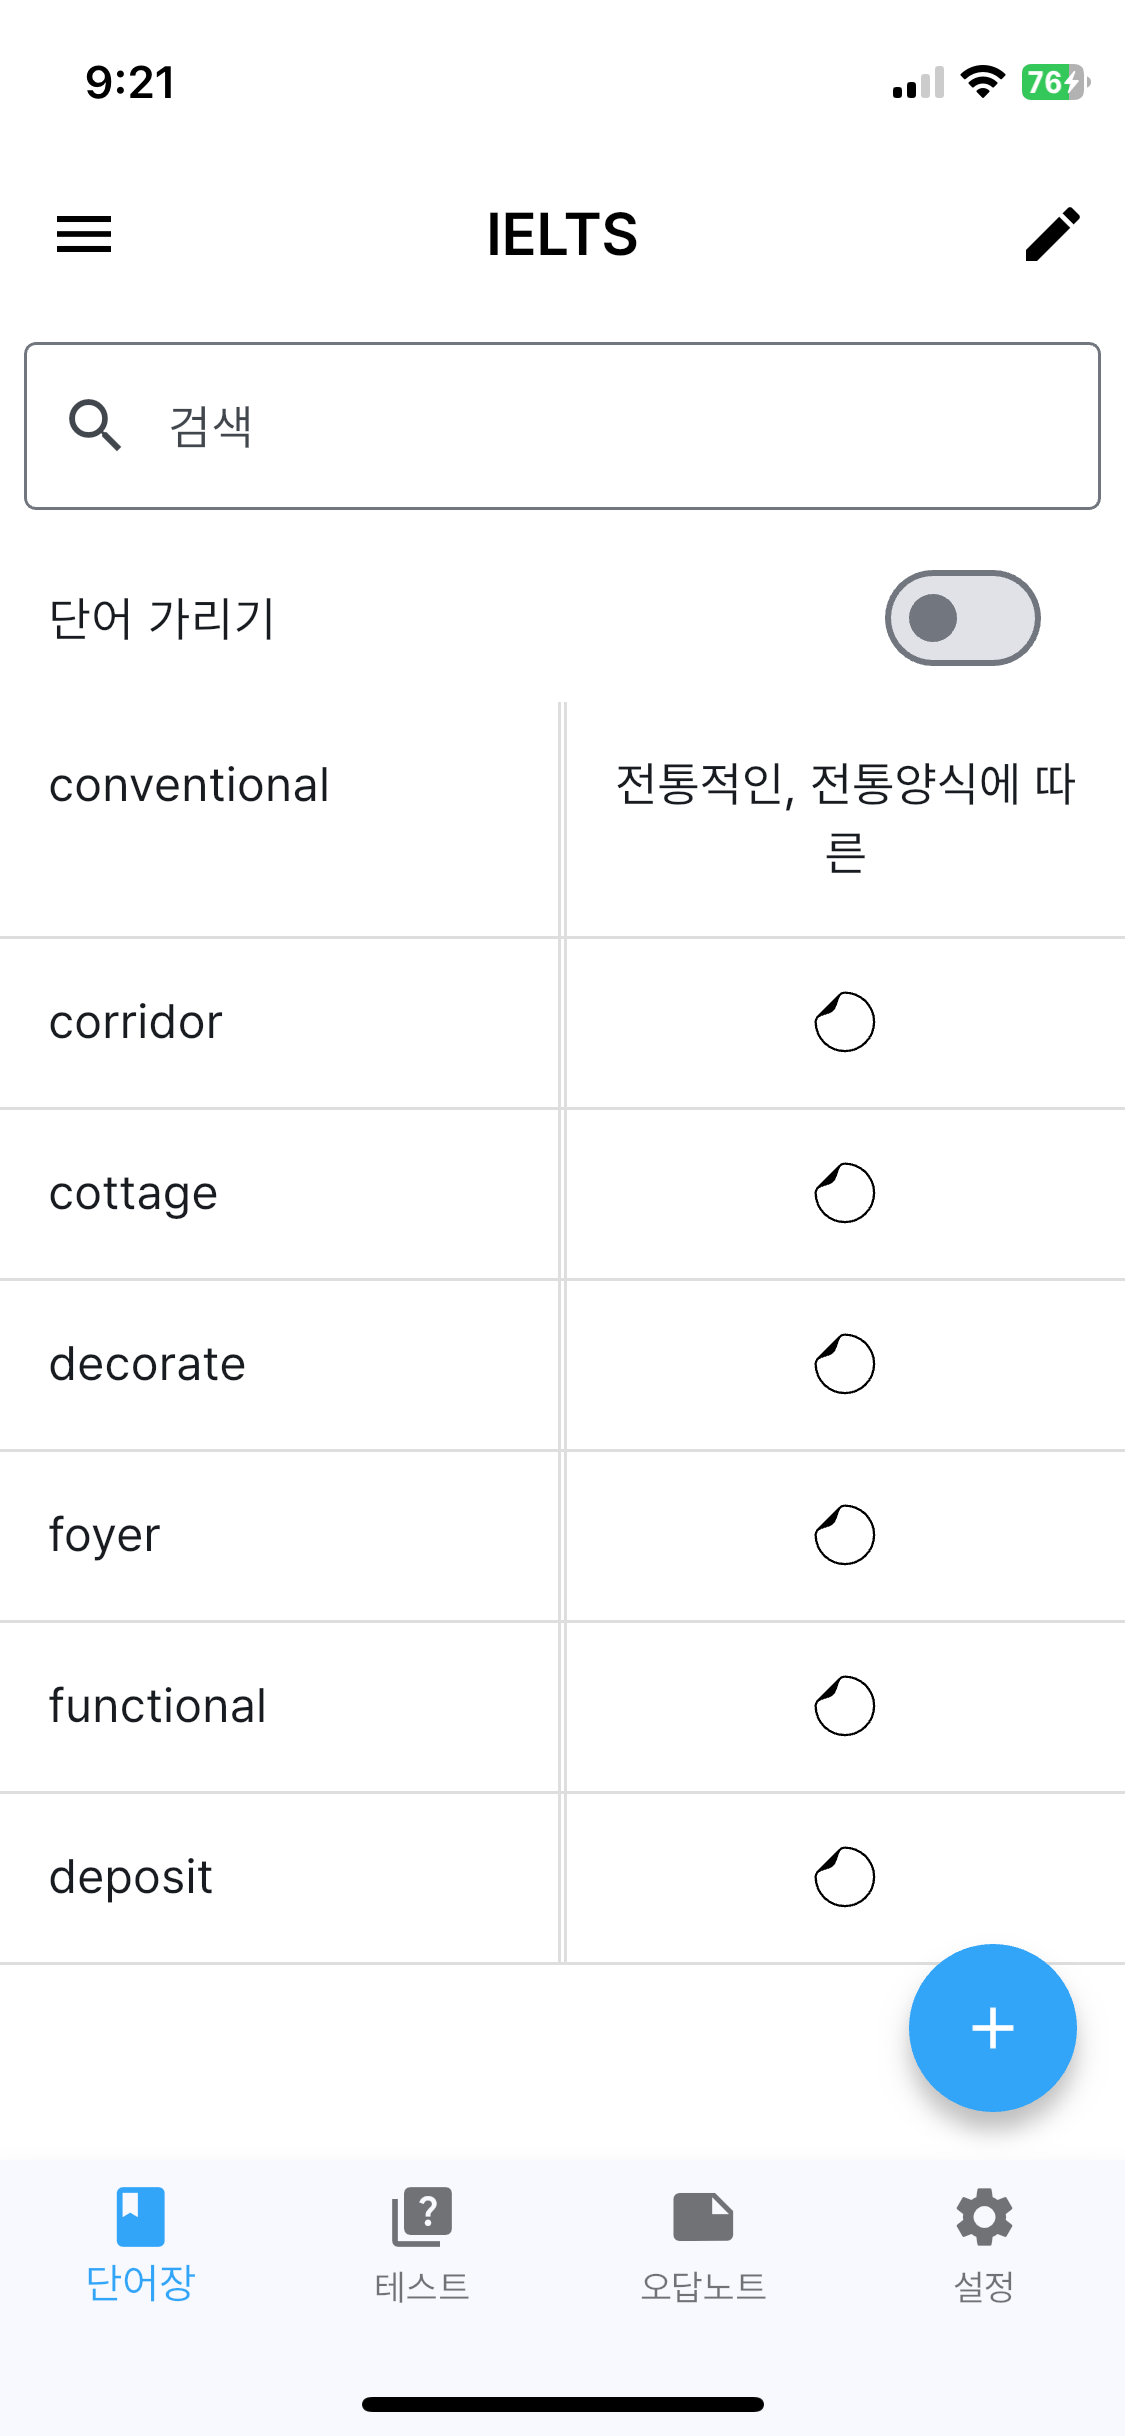 9:21
76
IELTS
검색
단어 가리기
conventional
전통적인, 전통양식에 따
른
corridor
cottage
decorate
foyer
functional
deposit
+
단어장
테스트
오답노트
설정